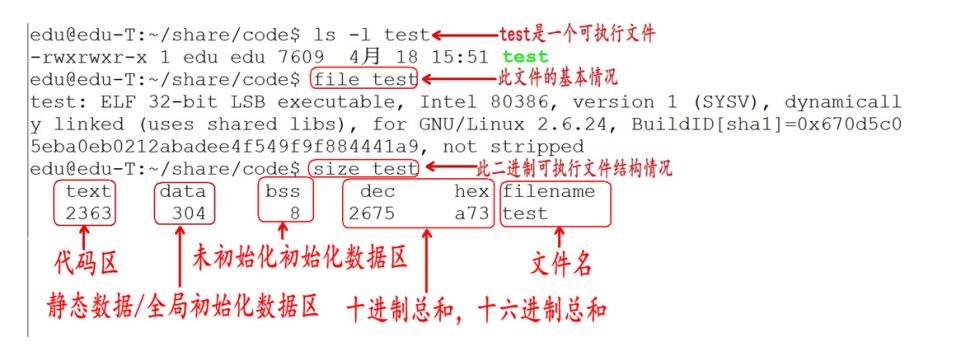 edu@edu-T:~/share/code$ ls -l test test是一个可执行文件
-rwxrwxr-x 1 edu edu 7609 4月 18 15:51 test
edu@edu-T:~/share/code$ file test 此文件的基本情况
test: ELF 32-bit LSB executable, Intel 80386, version 1 (SYSV), dynamicall
y linked (uses shared libs), for GNU/Linux 2.6.24, BuildID[sha1]=0x670d5c0
5eba0eb0212abadee4f549f9f884441a9, not stripped
edu@edu-T:~/share/code$ size test 此二进制可执行文件结构情况
text data bss dec hex filename
2363 304 8 2675 a73 test
代码区 未初始化初始化数据区 文件名
静态数据/全局初始化数据区 十进制总和，十六进制总和